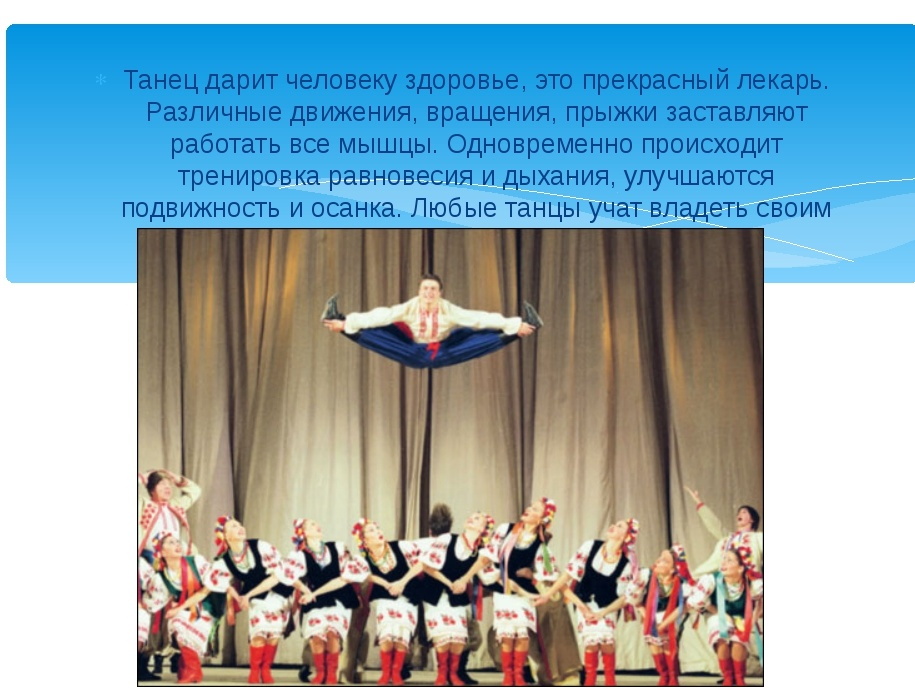 Танец дарит человеку здоровье, это прекрасный лекарь.
Различные движения, вращения, прыжки заставляют
работать все мышцы. Одновременно происходит
тренировка равновесия и дыхания, улучшаются
подвижность и осанка. Любые танцы учат владеть своим